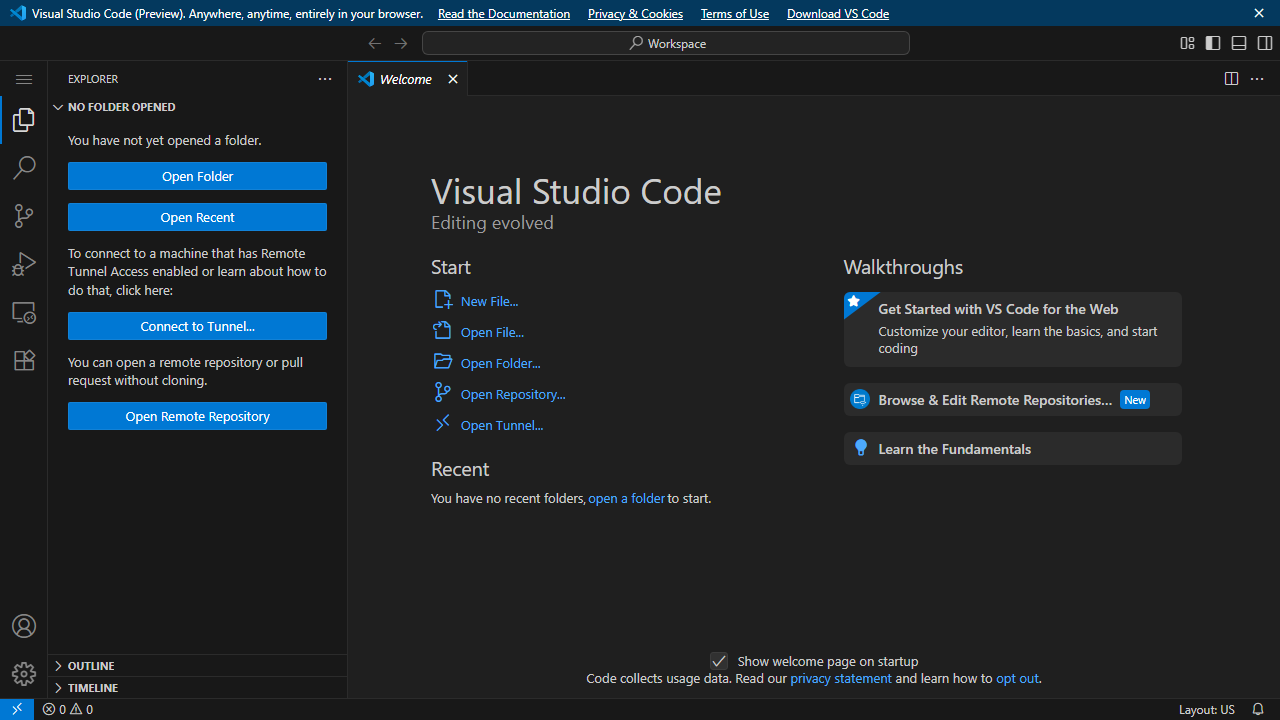 Visual Studio Code (Preview). Anywhere, anytime, entirely in your browser. Read the Documentation Privacy & Cookies Terms of Use Download VS Code
Workspace
EXPLORER
Welcome
NO FOLDER OPENED
You have not yet opened a folder.
Open Folder
Open Recent
To connect to a machine that has Remote
Tunnel Access enabled or learn about how to
do that, click here:
Connect to Tunnel...
You can open a remote repository or pull
request without cloning.
Open Remote Repository
OUTLINE
TIMELINE
Visual Studio Code
Editing evolved
Start
New File...
Open File...
Open Folder...
Open Repository...
Open Tunnel...
Recent
You have no recent folders, open a folder to start.
Walkthroughs
Get Started with VS Code for the Web
Customize your editor, learn the basics, and start
coding
Browse & Edit Remote Repositories... New
Learn the Fundamentals
Show welcome page on startup
Code collects usage data. Read our privacy statement and learn how to opt out.
0 0
Layout: US